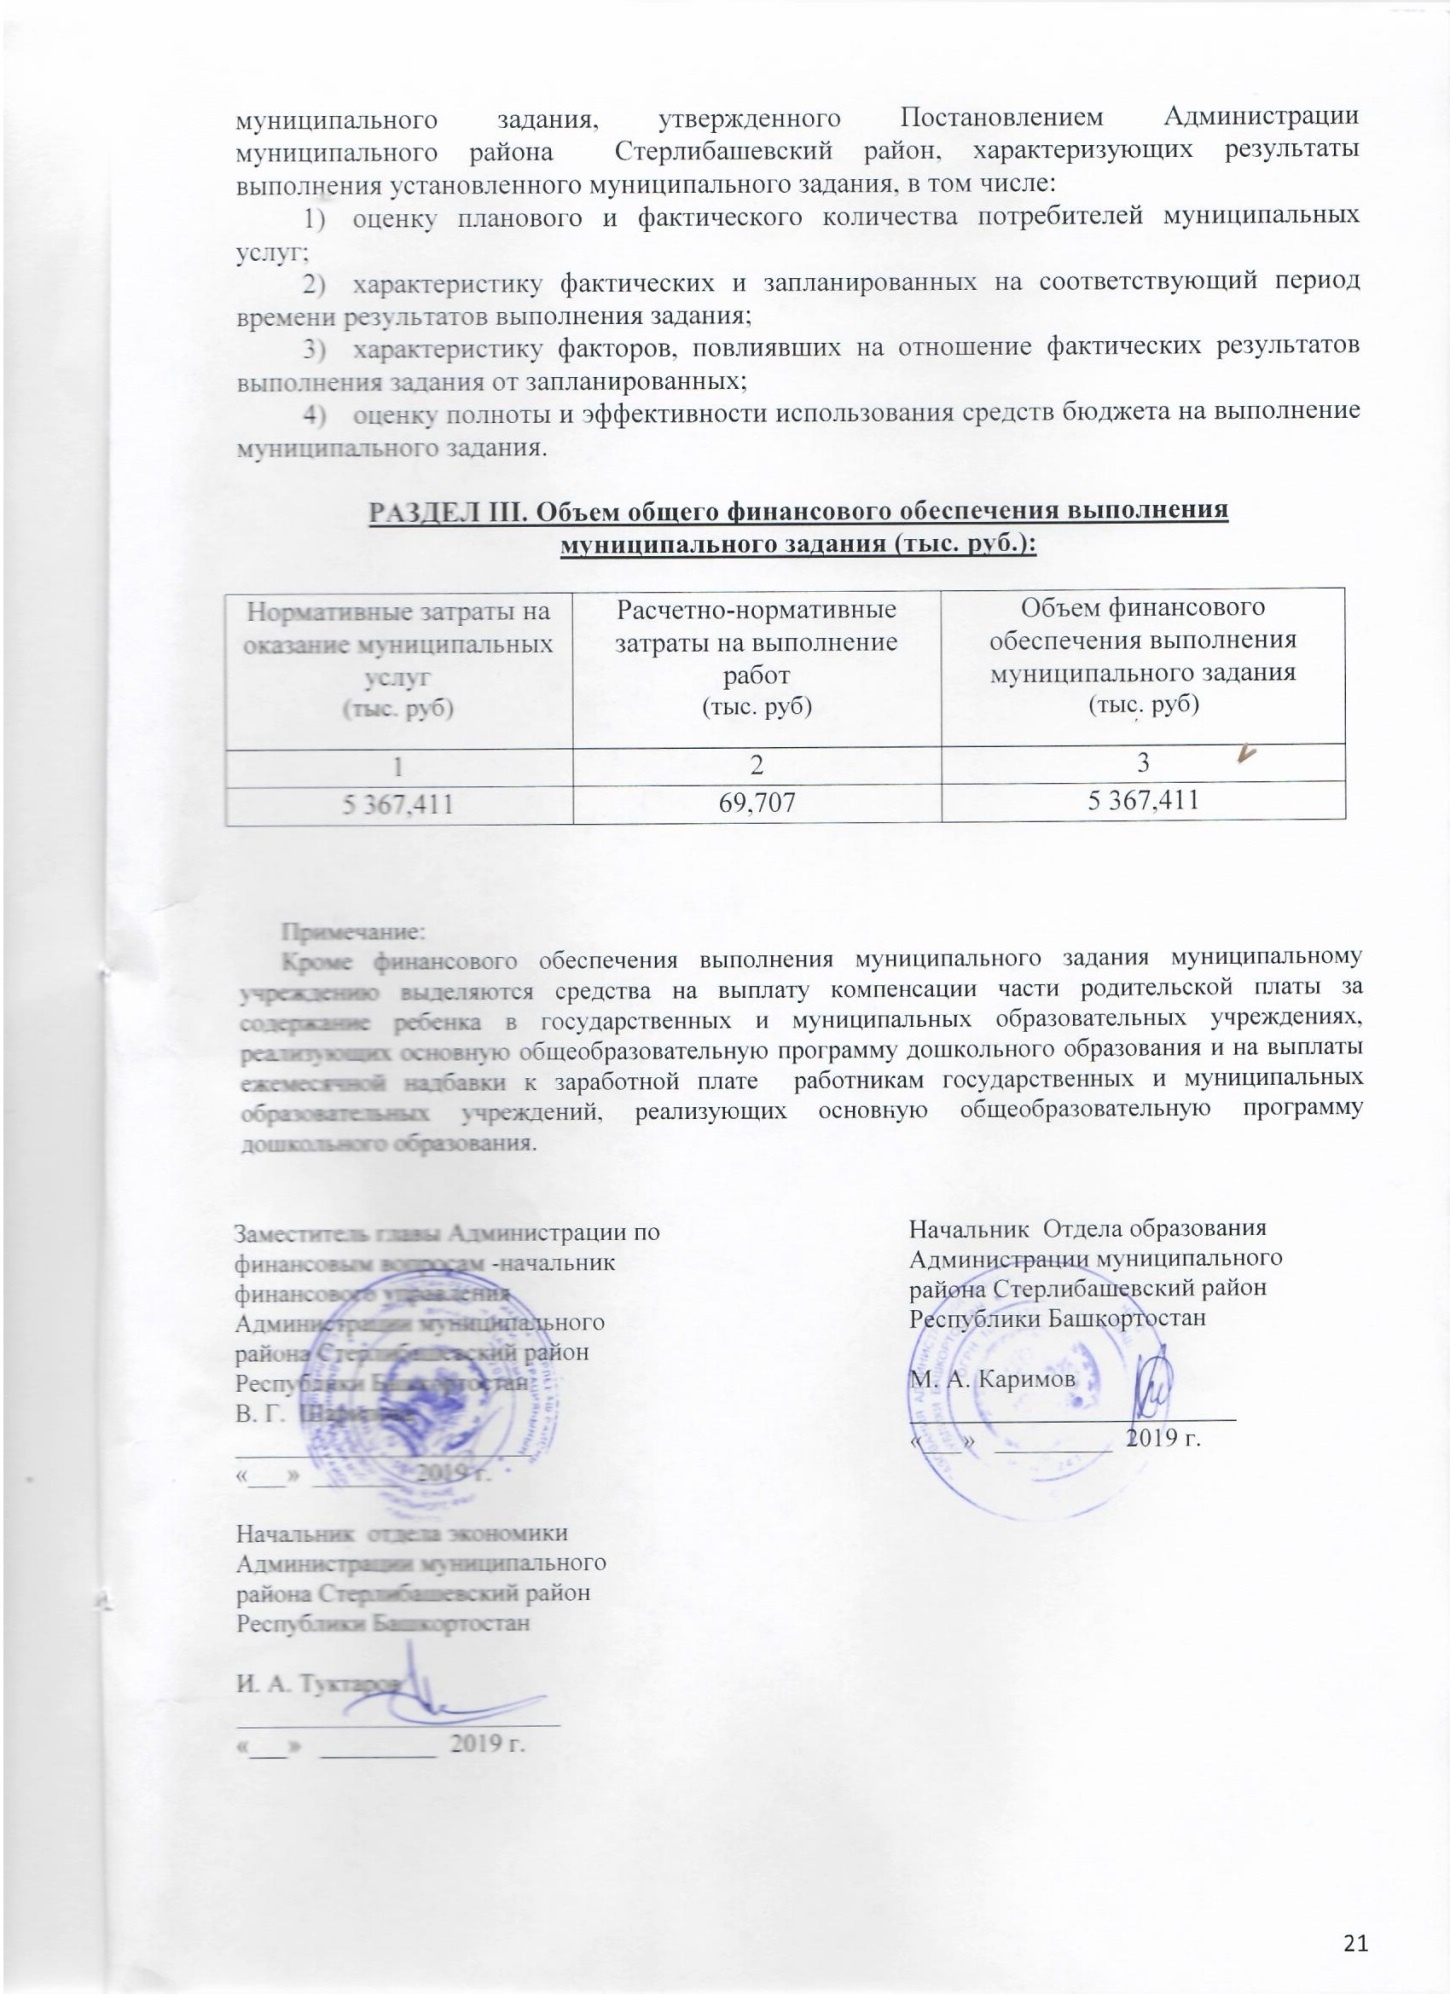 муниципального задания, утвержденного Постановлением Администрации
муниципального района Стерлибашевский район, характеризующих результаты
выполнения установленного муниципального задания, в том числе:
1) оценку планового и фактического количества потребителей муниципальных
услуг;
2) характеристику фактических и запланированных на соответствующий период
времени результатов выполнения задания;
3) характеристику факторов, повлиявших на отношение фактических результатов
выполнения задания от запланированных;
4) оценку полноты и эффективности использования средств бюджета на выполнение
муниципального задания.
РАЗДЕЛ III. Объем общего финансового обеспечения выполнения
муниципального задания (тыс. руб.):
Нормативные затраты на
оказание муниципальных
услуг
(тыс. руб)
Расчетно-нормативные
затраты на выполнение
работ
(тыс. руб)
Объем финансового
обеспечения выполнения
муниципального задания
(тыс. руб)
1
2
3
5 367,411
69,707
5 367,411
Примечание:
Кроме финансового обеспечения выполнения муниципального задания муниципальному
учреждению выделяются средства на выплату компенсации части родительской платы за
содержание ребенка в государственных и муниципальных образовательных учреждениях,
реализующих основную общеобразовательную программу дошкольного образования и на выплаты
ежемесячной надбавки к заработной плате работникам государственных и муниципальных
образовательных учреждений, реализующих основную общеобразовательную программу
дошкольного образования.
Заместитель главы Администрации по
финансовым вопросам -начальник
финансового управления
Администрации муниципального
района Стерлибашевский район
Республики Башкортостан
В. Г.
«___» _________ 2019 г.
Начальник отдела экономики
Администрации муниципального
района Стерлибашевский район
Республики Башкортостан
И. А. Туктаров
«___» _________ 2019 г.
Начальник Отдела образования
Администрации муниципального
района Стерлибашевский район
Республики Башкортостан
М. А. Каримов
«___» _________ 2019 г.
21